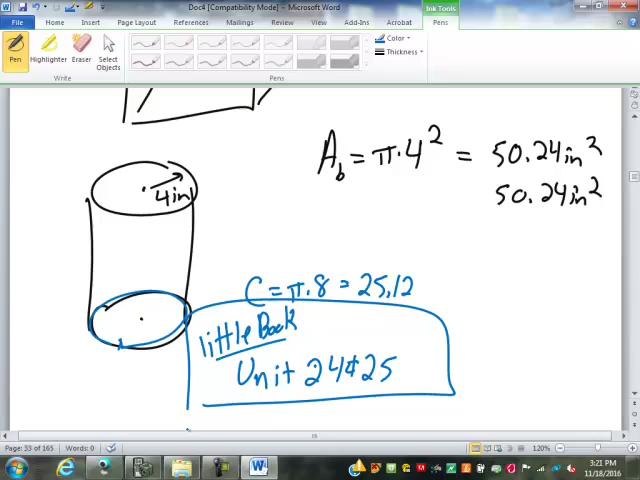 Doc4 [Compatibility Mode] - Microsoft Word
Ink Tools
File Home Insert Page Layout References Mailings Review View Add-Ins Acrobat Pens
Pen Highlighter Eraser Select Objects
Color
Thickness
Write
Pens
A_b = π·4² = 50.24in²
50.24in²
4in
C = π·8 = 25,12
little Book
Unit 24 & 25
Page: 33 of 165 Words: 0
120%
3:21 PM
11/18/2016